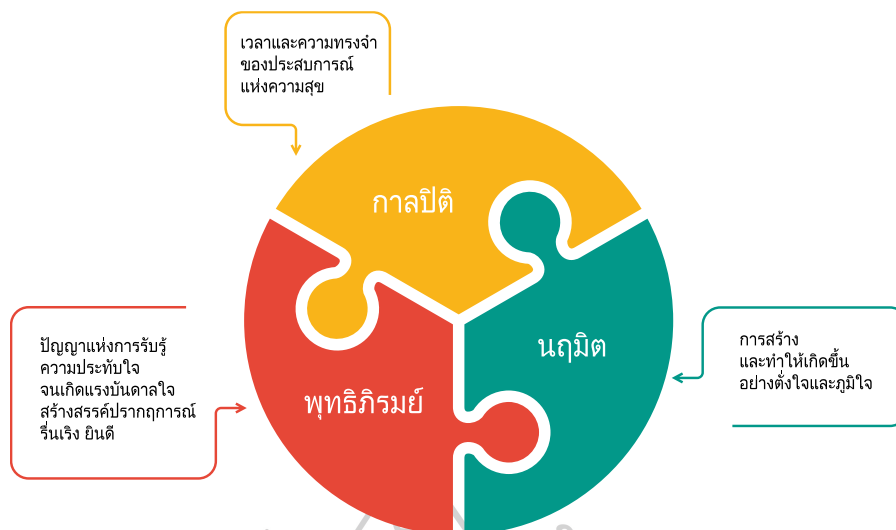 เวลาและความทรงจำ
ของประสบการณ์
แห่งความสุข
กาลปิติ
นฤมิต
พุทธิภิรมย์
ปัญญาแห่งการรับรู้
ความประทับใจ
จนเกิดแรงบันดาลใจ
สร้างสรรค์ปรากฤการณ์
รื่นเริง ยินดี
การสร้าง
และทำให้เกิดขึ้น
อย่างตั้งใจและภูมิใจ